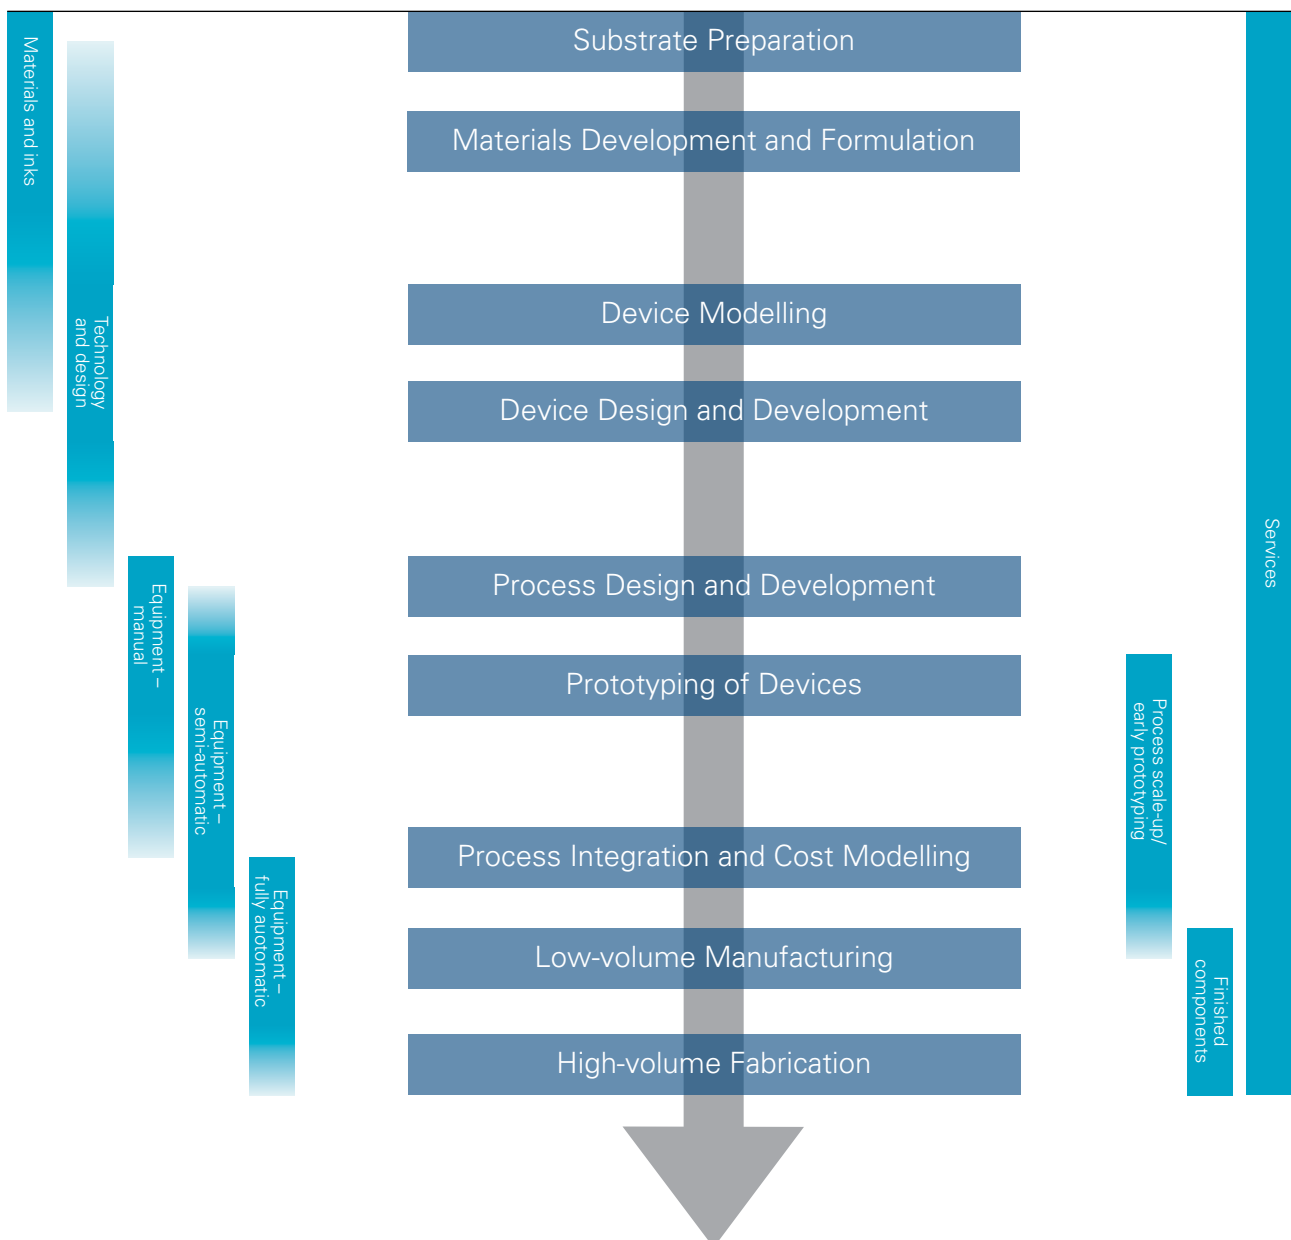 Substrate Preparation
Materials Development and Formulation
Device Modelling
Device Design and Development
Process Design and Development
Prototyping of Devices
Process Integration and Cost Modelling
Low-volume Manufacturing
High-volume Fabrication
Materials and inks
Technology
and design
Equipment –
manual
Equipment –
semi-automatic
Equipment –
fully auotomatic
Process scale-up/
early prototyping
Finished
components
Services